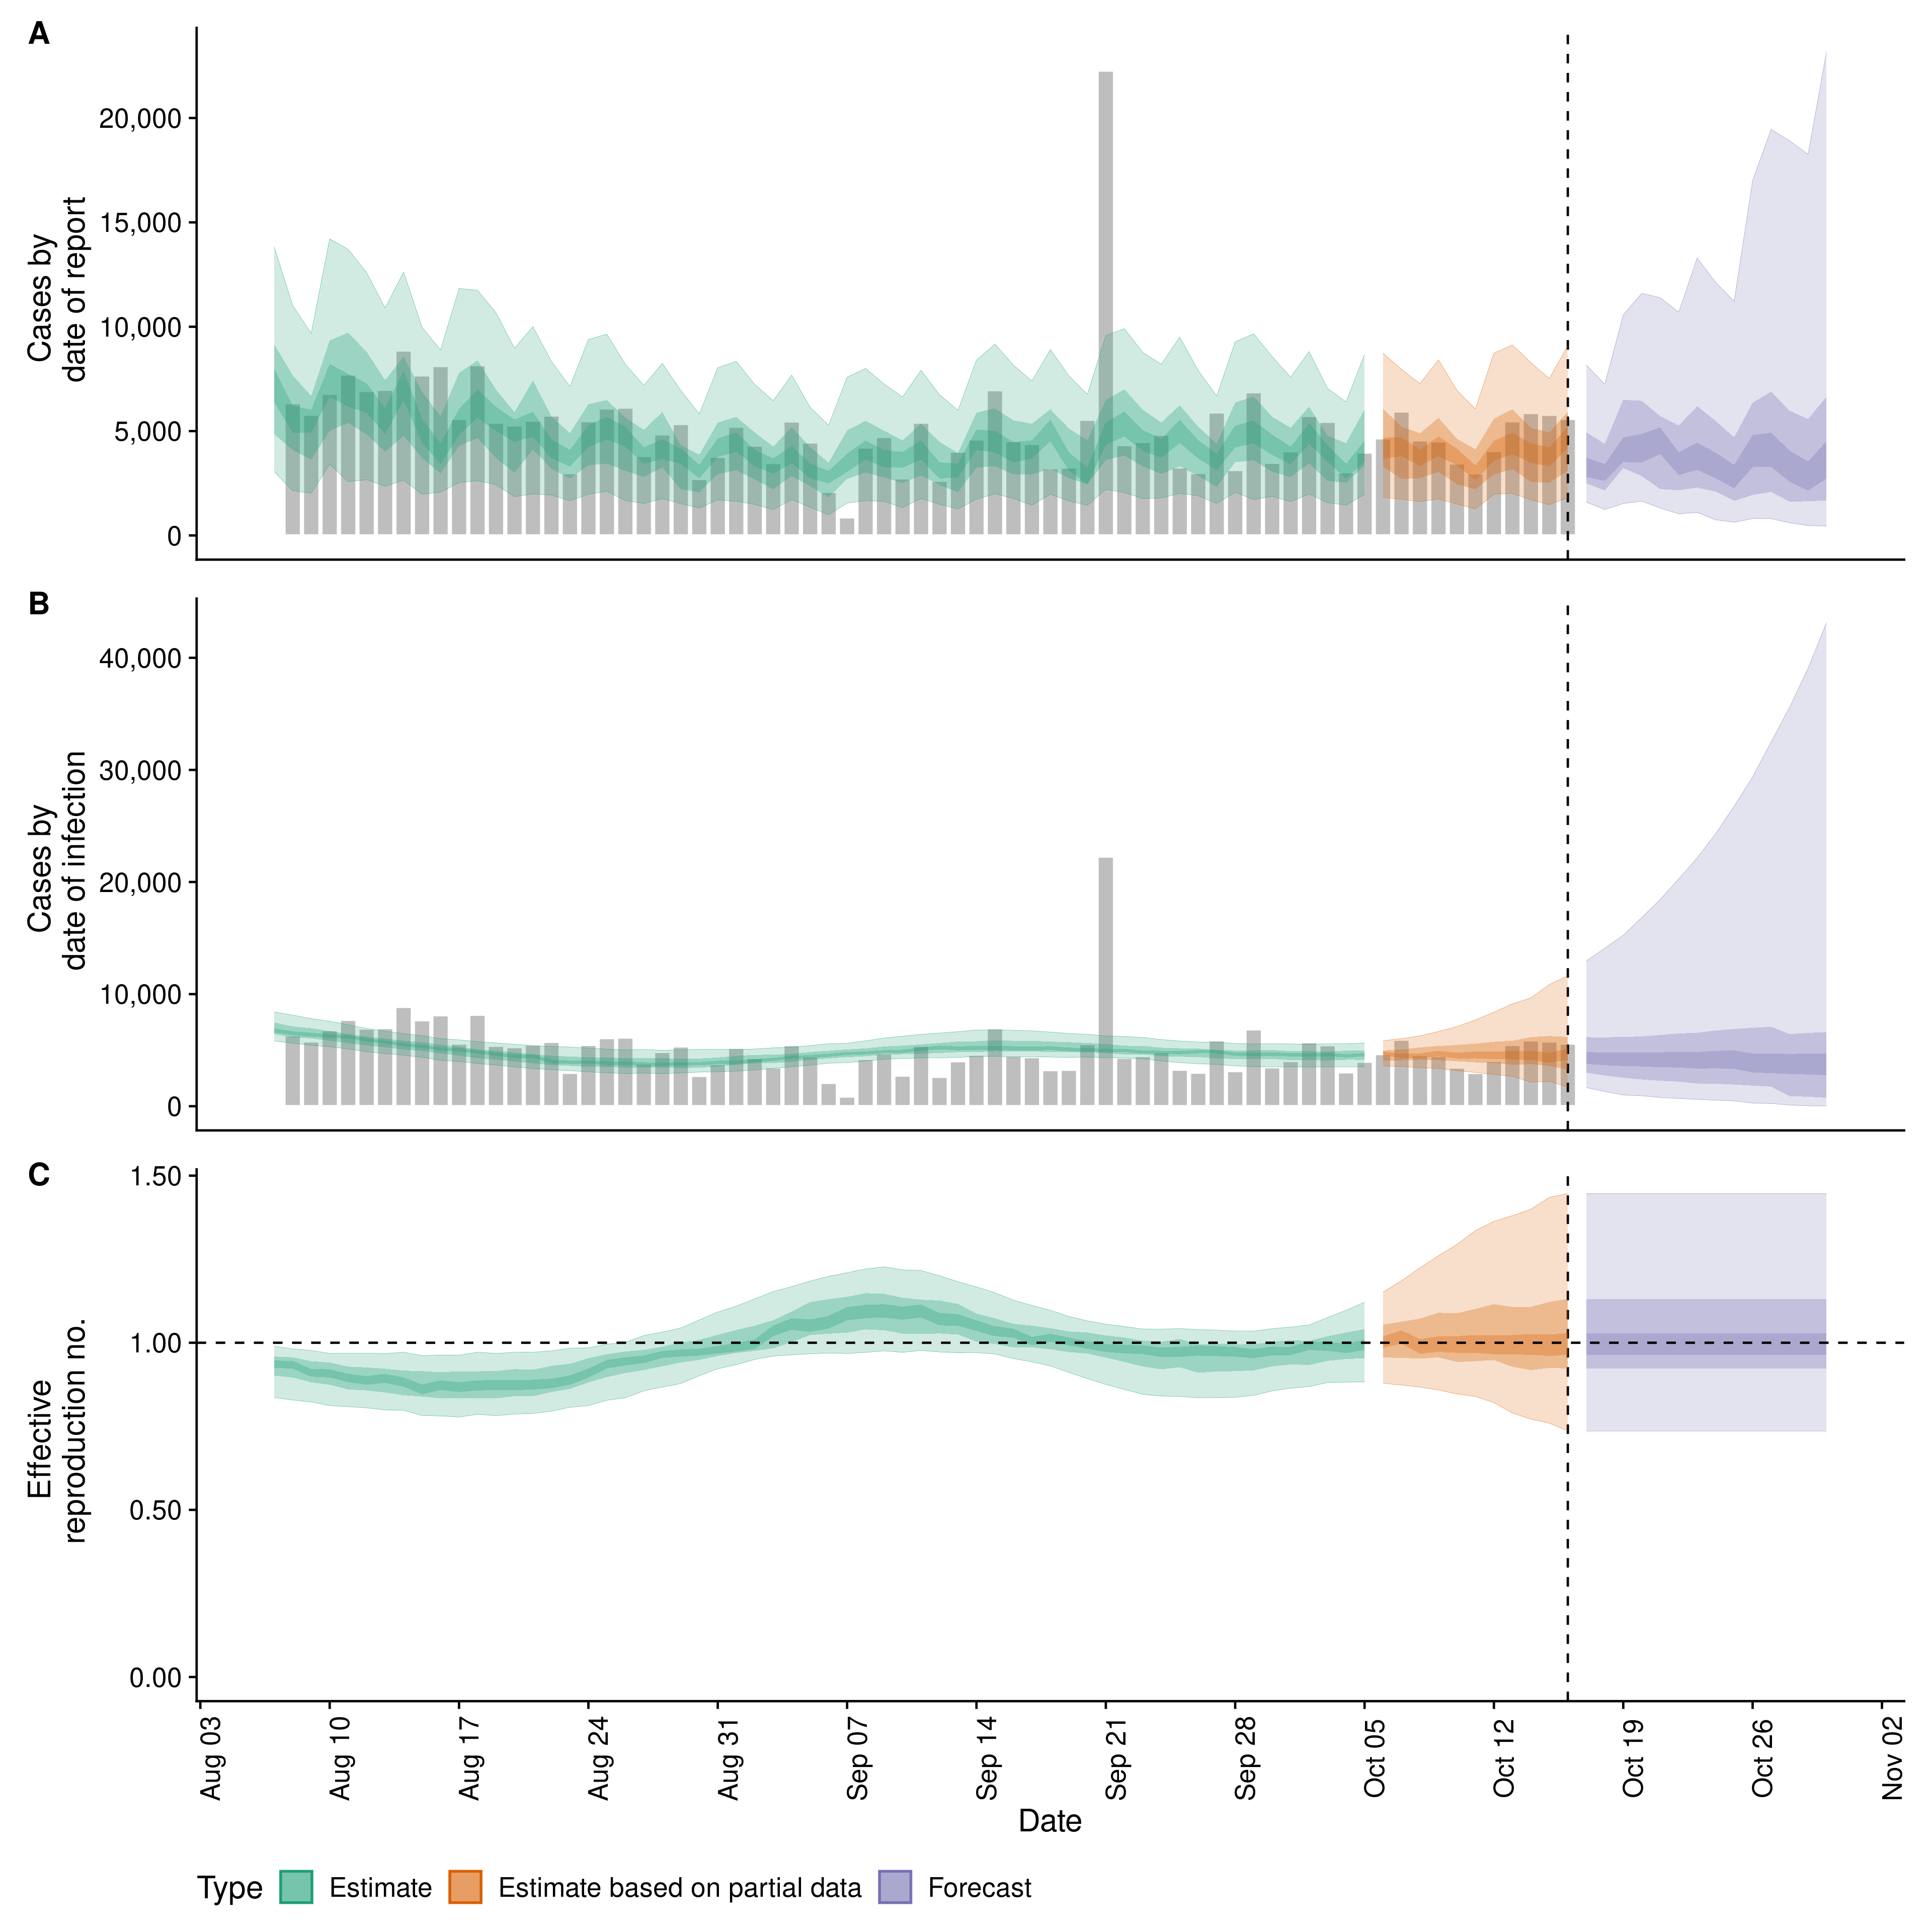 A
Cases by
date of report
20,000
15,000
10,000
5,000
0
B
Cases by
date of infection
40,000
30,000
20,000
10,000
0
C
Effective
reproduction no.
1.50
1.00
0.50
0.00
Aug 03
Aug 10
Aug 17
Aug 24
Aug 31
Sep 07
Sep 14
Sep 21
Sep 28
Oct 05
Oct 12
Oct 19
Oct 26
Nov 02
Date
Type Estimate Estimate based on partial data Forecast